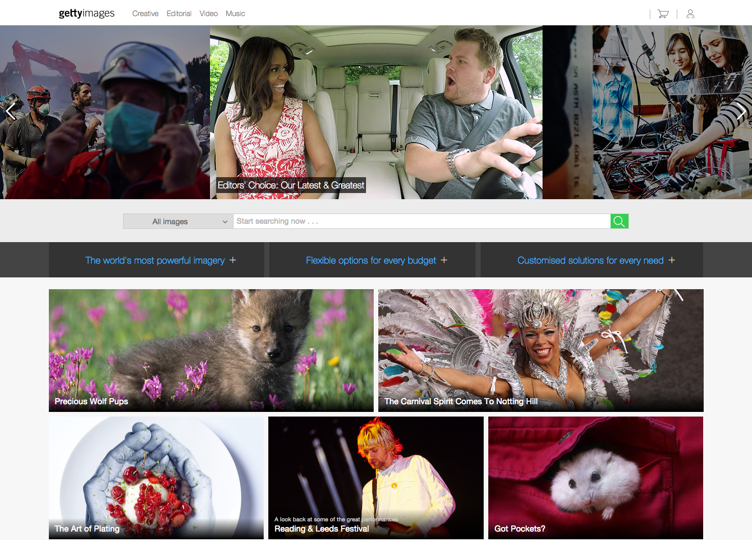 gettyimages
Creative Editorial Video Music
Editors' Choice: Our Latest & Greatest
All images
Start searching now . . .
The world's most powerful imagery +
Flexible options for every budget +
Customised solutions for every need +
Precious Wolf Pups
The Carnival Spirit Comes To Notting Hill
The Art of Plating
A look back at some of the great performances
Reading & Leeds Festival
Got Pockets?